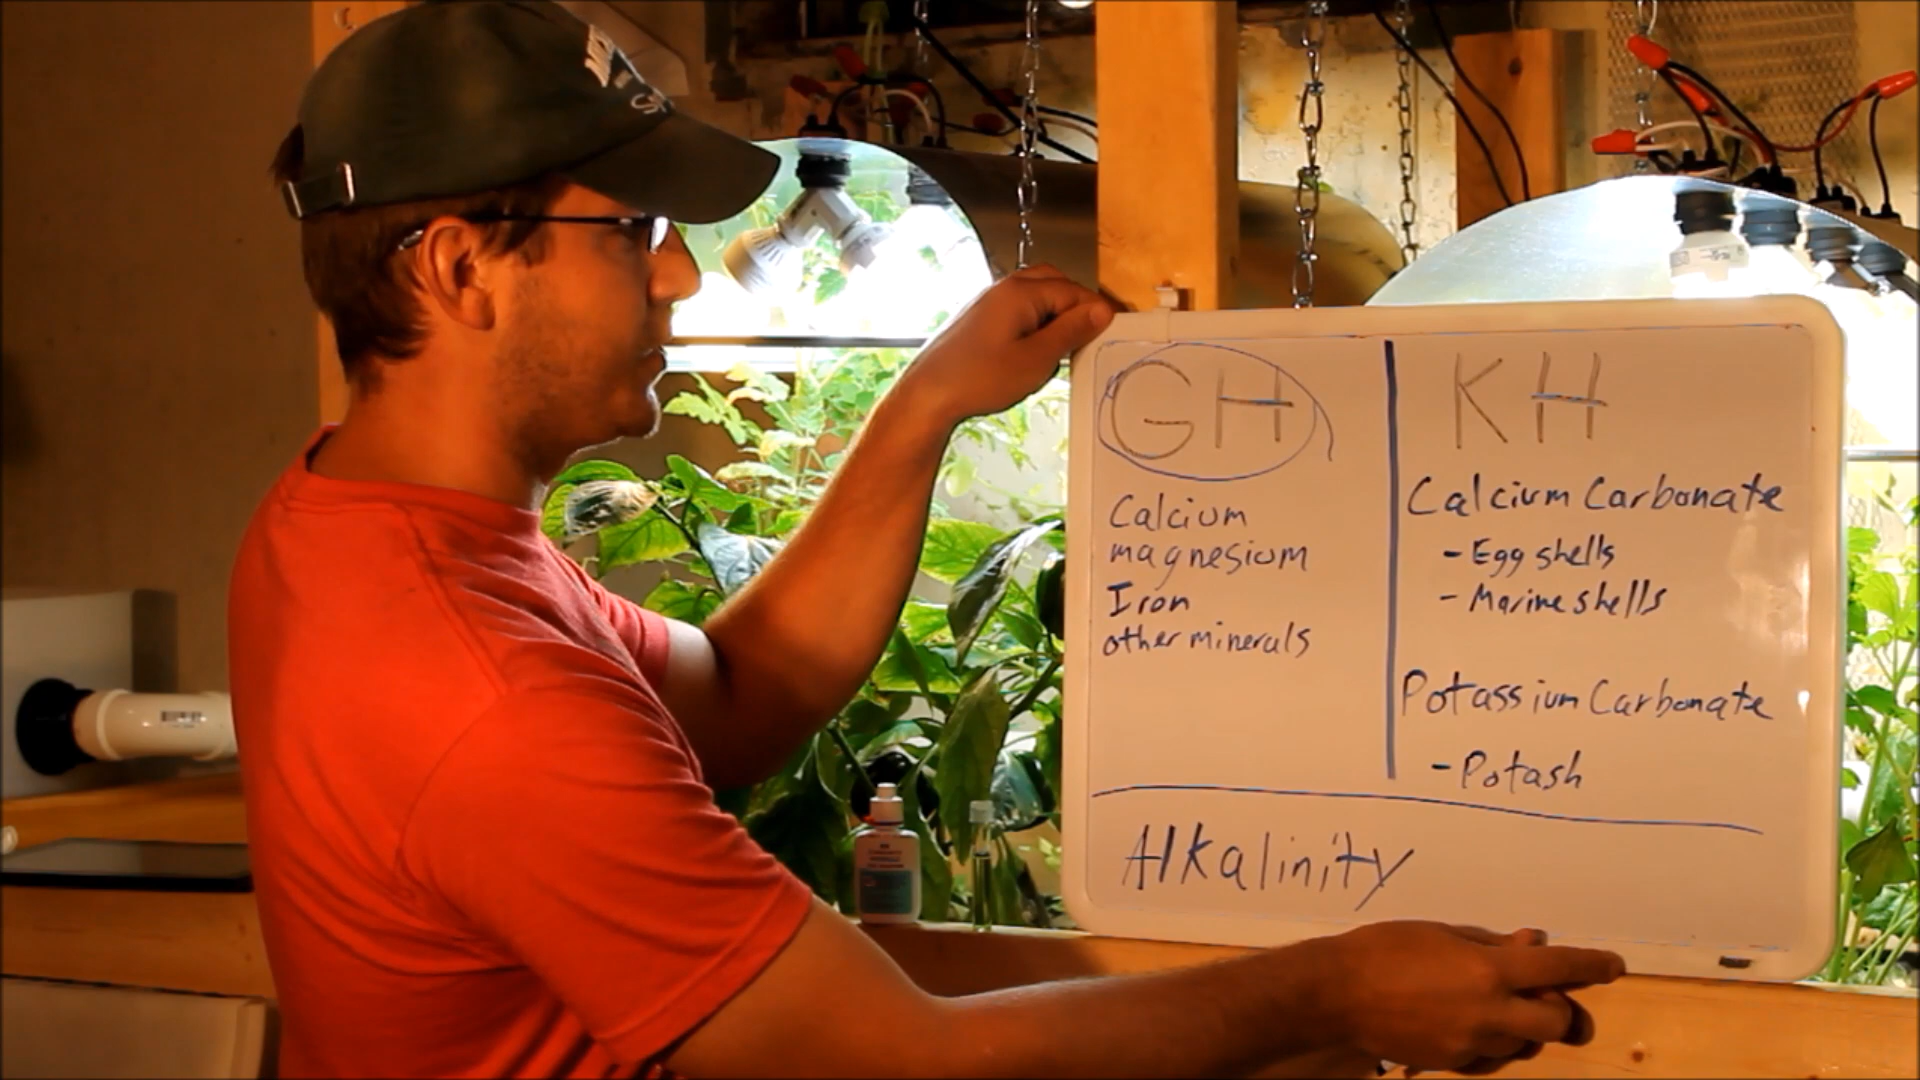 GH
Calcium
magnesium
Iron
other minerals
KH
Calcium Carbonate
- Egg shells
- Marine shells
Potassium Carbonate
- Potash
Alkalinity